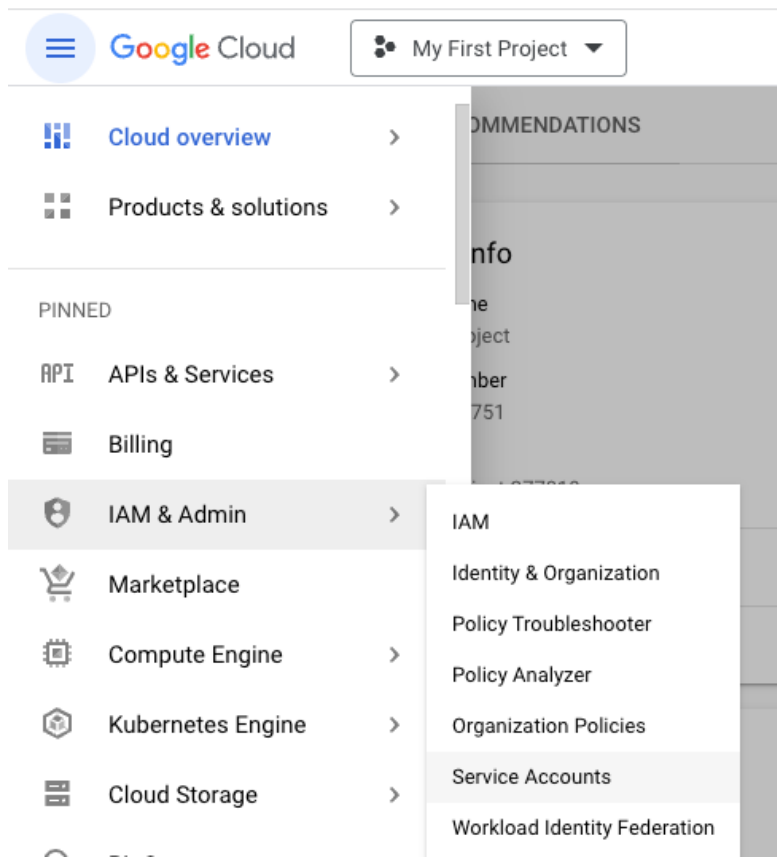 Google Cloud
My First Project
OMMENDATIONS
Cloud overview
Products & solutions
nfo
PINNED
ne
oject
API APIs & Services
nber
751
Billing
IAM & Admin
IAM
Identity & Organization
Marketplace
Policy Troubleshooter
Compute Engine
Policy Analyzer
Kubernetes Engine
Organization Policies
Service Accounts
Cloud Storage
Workload Identity Federation